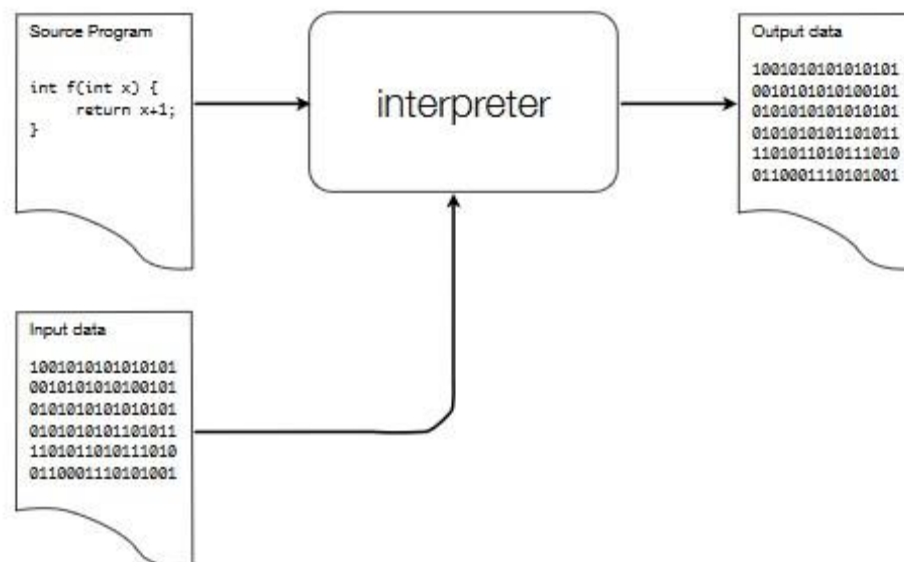 Source Program
int f(int x) {
return x+1;
}
interpreter
Output data
1001010101010101
0010101010100101
0101010101010101
0101010101101011
1101011010111010
0110001110101001
Input data
1001010101010101
0010101010100101
0101010101010101
0101010101101011
1101011010111010
0110001110101001